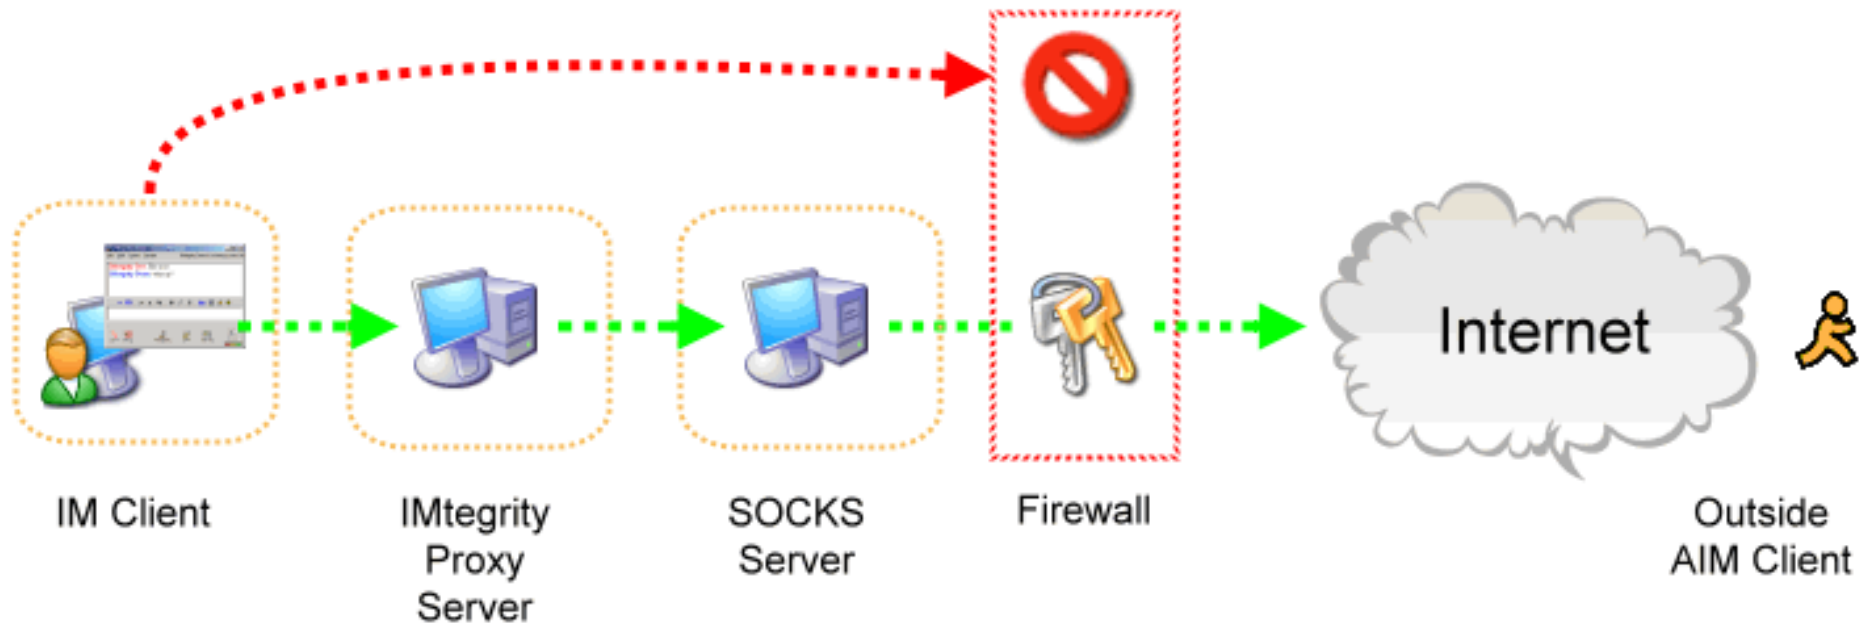 Internet
IM Client
IMtegrity
Proxy
Server
SOCKS
Server
Firewall
Outside
AIM Client